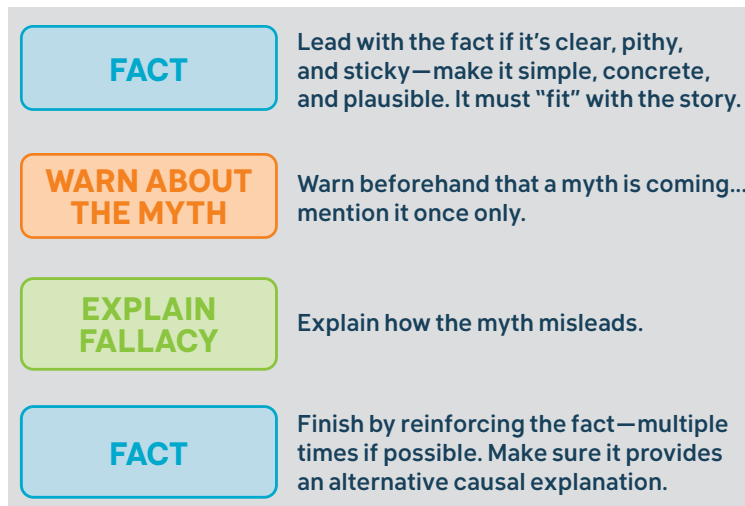 FACT
Lead with the fact if it’s clear, pithy,
and sticky—make it simple, concrete,
and plausible. It must “fit” with the story.
WARN ABOUT
THE MYTH
Warn beforehand that a myth is coming...
mention it once only.
EXPLAIN
FALLACY
Explain how the myth misleads.
FACT
Finish by reinforcing the fact—multiple
times if possible. Make sure it provides
an alternative causal explanation.